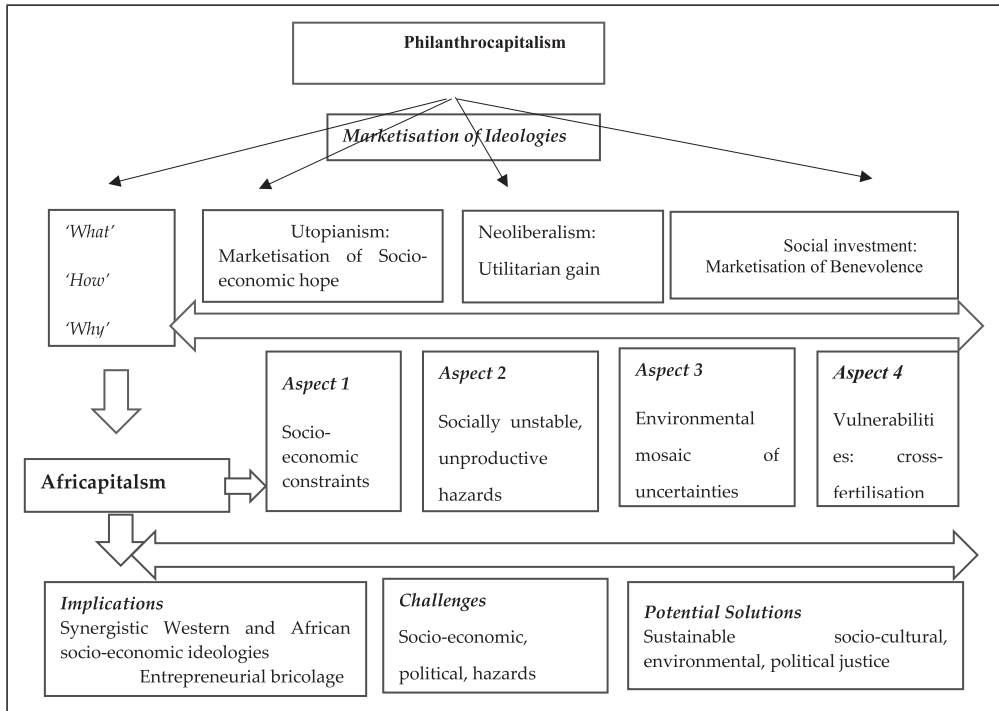 Philanthrocapitalism
Marketisation of Ideologies
‘What’
‘How’
‘Why’
Utopianism:
Marketisation of Socio-
economic hope
Neoliberalism:
Utilitarian gain
Social investment:
Marketisation of Benevolence
Aspect 1
Socio-
economic
constraints
Aspect 2
Socially unstable,
unproductive
hazards
Aspect 3
Environmental
mosaic of
uncertainties
Aspect 4
Vulnerabiliti
es: cross-
fertilisation
Africapitalsm
Implications
Synergistic Western and African
socio-economic ideologies
Entrepreneurial bricolage
Challenges
Socio-economic,
political, hazards
Potential Solutions
Sustainable socio-cultural,
environmental, political justice